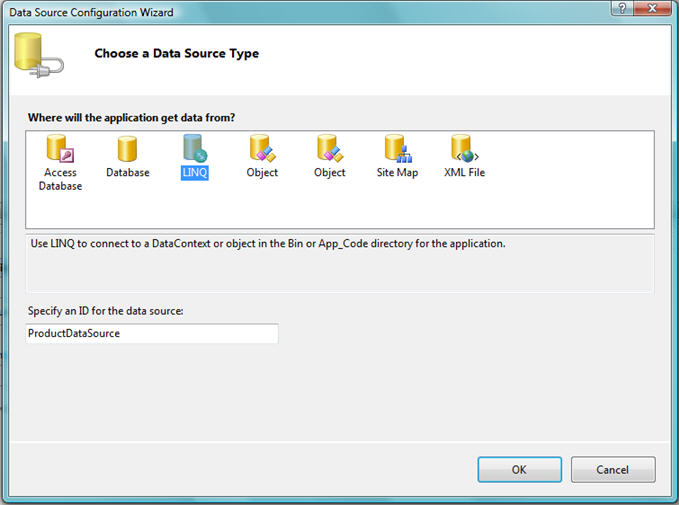 Data Source Configuration Wizard
?
Choose a Data Source Type
Where will the application get data from?
Access
Database
Database
LINQ
Object
Object
Site Map
XML File
Use LINQ to connect to a DataContext or object in the Bin or App_Code directory for the application.
Specify an ID for the data source:
ProductDataSource
OK
Cancel